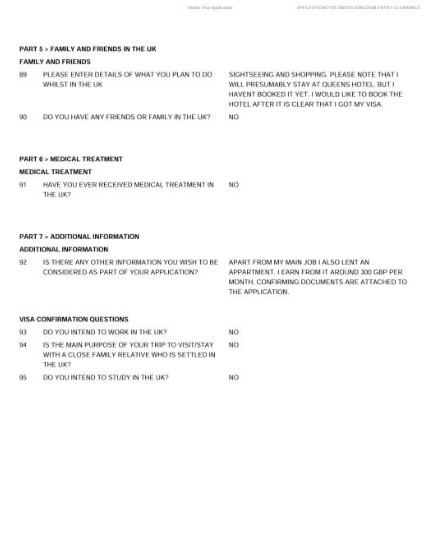 Online Visa Application APPLICATION FOR UNITED KINGDOM ENTRY CLEARANCE
PART 5 > FAMILY AND FRIENDS IN THE UK
FAMILY AND FRIENDS
89 PLEASE ENTER DETAILS OF WHAT YOU PLAN TO DO SIGHTSEEING AND SHOPPING. PLEASE NOTE THAT I
WHILST IN THE UK WILL PRESUMABLY STAY AT QUEENS HOTEL. BUT I
HAVENT BOOKED IT YET. I WOULD LIKE TO BOOK THE
HOTEL AFTER IT IS CLEAR THAT I GOT MY VISA.
90 DO YOU HAVE ANY FRIENDS OR FAMILY IN THE UK? NO
PART 6 > MEDICAL TREATMENT
MEDICAL TREATMENT
91 HAVE YOU EVER RECEIVED MEDICAL TREATMENT IN NO
THE UK?
PART 7 > ADDITIONAL INFORMATION
ADDITIONAL INFORMATION
92 IS THERE ANY OTHER INFORMATION YOU WISH TO BE APART FROM MY MAIN JOB I ALSO LENT AN
CONSIDERED AS PART OF YOUR APPLICATION? APPARTMENT. I EARN FROM IT AROUND 300 GBP PER
MONTH. CONFIRMING DOCUMENTS ARE ATTACHED TO
THE APPLICATION.
VISA CONFIRMATION QUESTIONS
93 DO YOU INTEND TO WORK IN THE UK? NO
94 IS THE MAIN PURPOSE OF YOUR TRIP TO VISIT/STAY NO
WITH A CLOSE FAMILY RELATIVE WHO IS SETTLED IN
THE UK?
95 DO YOU INTEND TO STUDY IN THE UK? NO